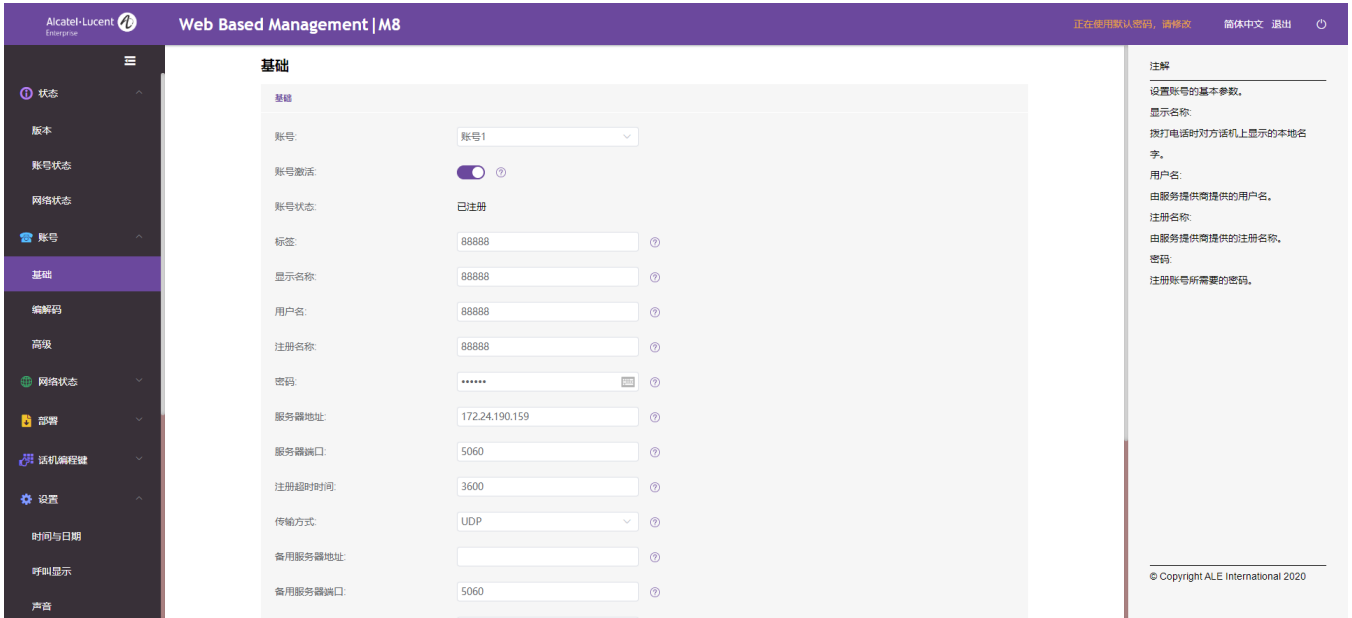 Alcatel·Lucent
Enterprise
Web Based Management|M8
正在使用默认密码，请修改
简体中文 退出
状态
版本
账号状态
网络状态
账号
基础
编解码
高级
网络状态
部署
话机编程键
设置
时间与日期
呼叫显示
声音
基础
基础
账号:
账号1
账号激活:
账号状态:
已注册
标签:
88888
显示名称:
88888
用户名:
88888
注册名称:
88888
密码:
••••••
服务器地址:
172.24.190.159
服务器端口:
5060
注册超时时间:
3600
传输方式:
UDP
备用服务器地址:
备用服务器端口:
5060
注解
设置账号的基本参数。
显示名称:
拨打电话时对方话机上显示的本地名
字。
用户名:
由服务提供商提供的用户名。
注册名称:
由服务提供商提供的注册名称。
密码:
注册账号所需要的密码。
© Copyright ALE International 2020